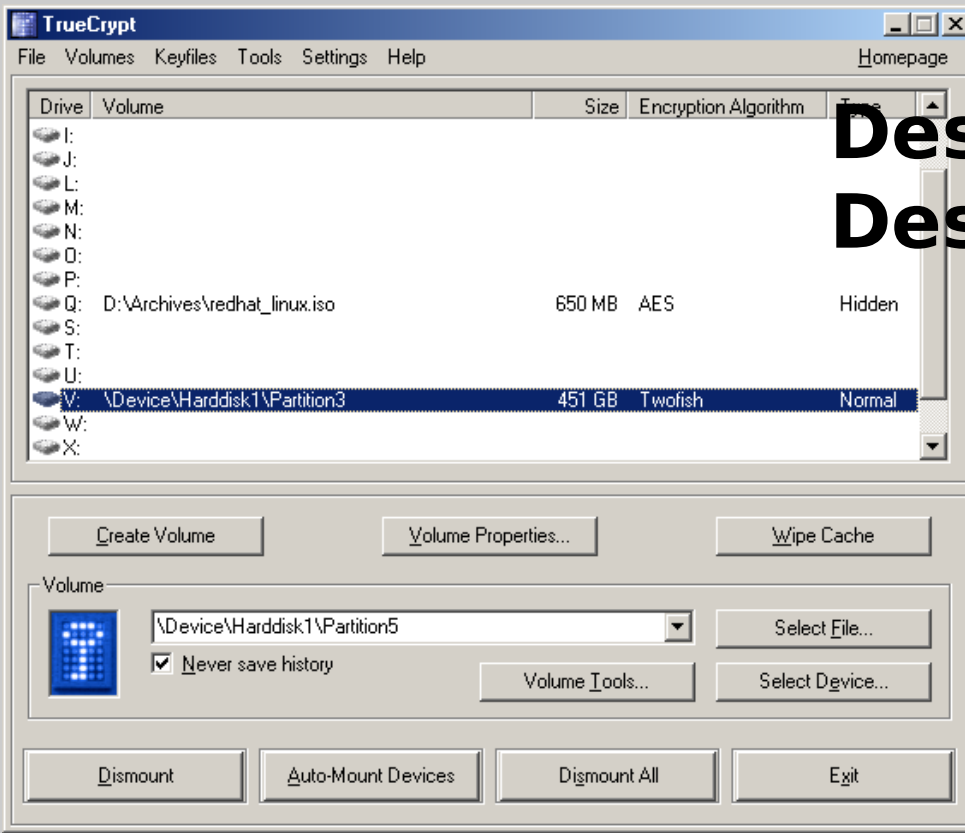 TrueCrypt
File Volumes Keyfiles Tools Settings Help Homepage
Drive Volume Size Encryption Algorithm Type
Des
I:
J:
L:
M:
Des
N:
O:
P:
Q: D:\Archives\redhat_linux.iso 650 MB AES Hidden
S:
T:
U:
V: \Device\Harddisk1\Partition3 451 GB Twofish Normal
W:
X:
Create Volume Volume Properties... Wipe Cache
Volume
\Device\Harddisk1\Partition5 Select File...
Never save history
Volume Tools... Select Device...
Dismount Auto-Mount Devices Dismount All Exit